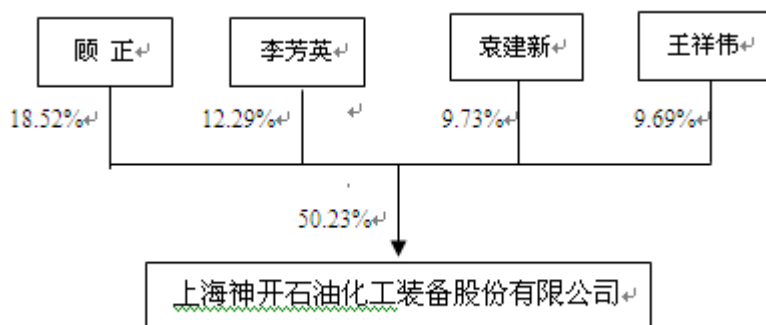 顾 正
李芳英
袁建新
王祥伟
18.52%
12.29%
9.73%
9.69%
50.23%
上海神开石油化工装备股份有限公司